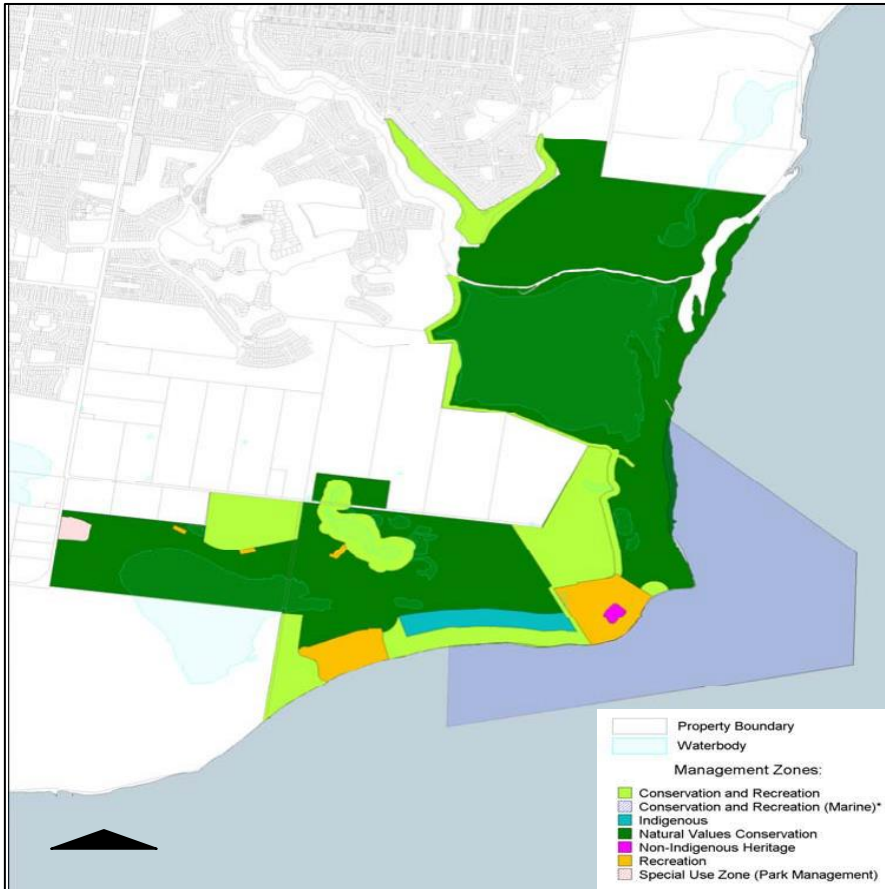 Property Boundary
Waterbody
Management Zones:
Conservation and Recreation
Conservation and Recreation (Marine)*
Indigenous
Natural Values Conservation
Non-Indigenous Heritage
Recreation
Special Use Zone (Park Management)